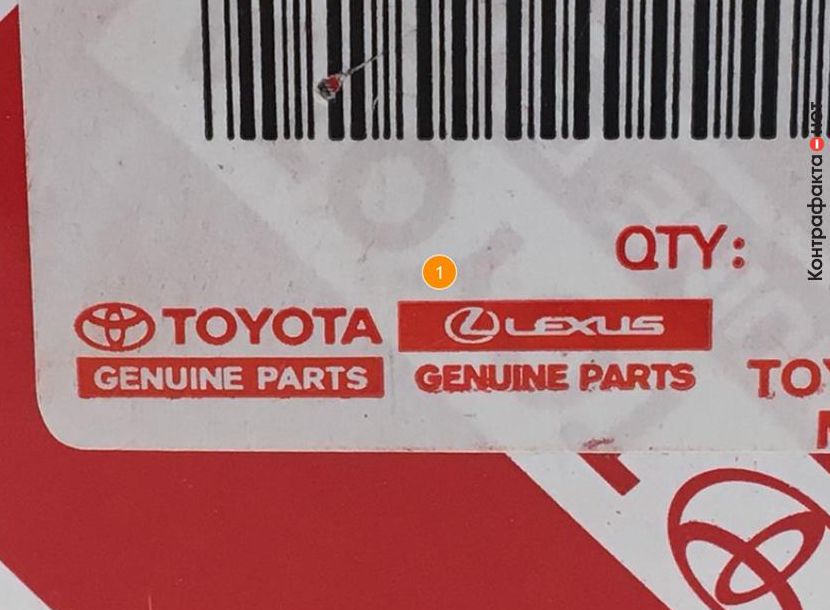 QTY:
1
TOYOTA
GENUINE PARTS
LEXUS
GENUINE PARTS
Контрафакта нет